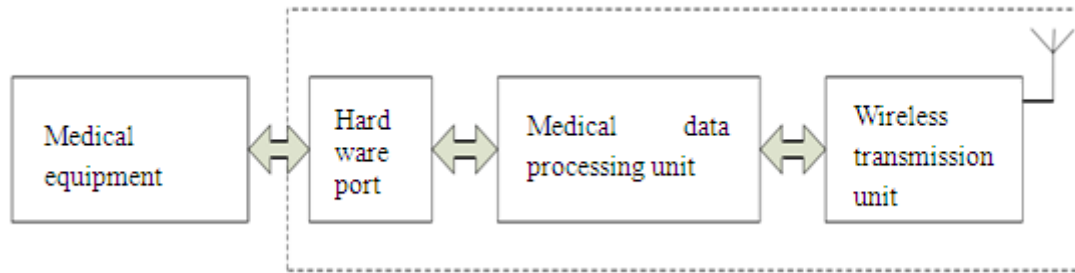 Medical
equipment
Hard
ware
port
Medical data
processing unit
Wireless
transmission
unit